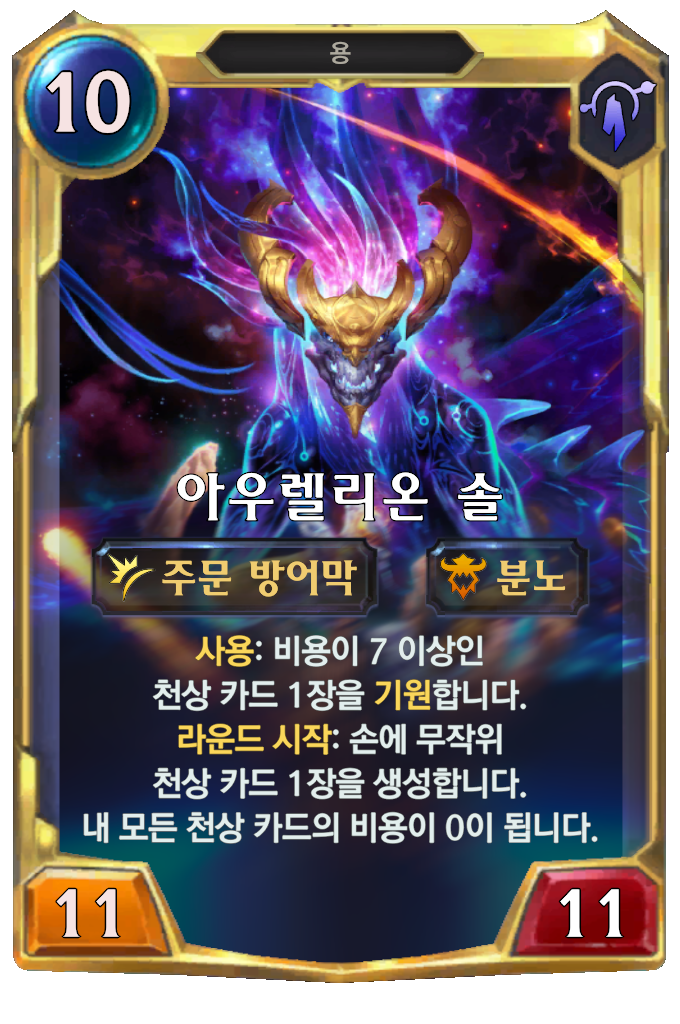 용
10
아우렐리온 솔
주문 방어막 분노
사용: 비용이 7 이상인
천상 카드 1장을 기원합니다.
라운드 시작: 손에 무작위
천상 카드 1장을 생성합니다.
내 모든 천상 카드의 비용이 0이 됩니다.
11 11